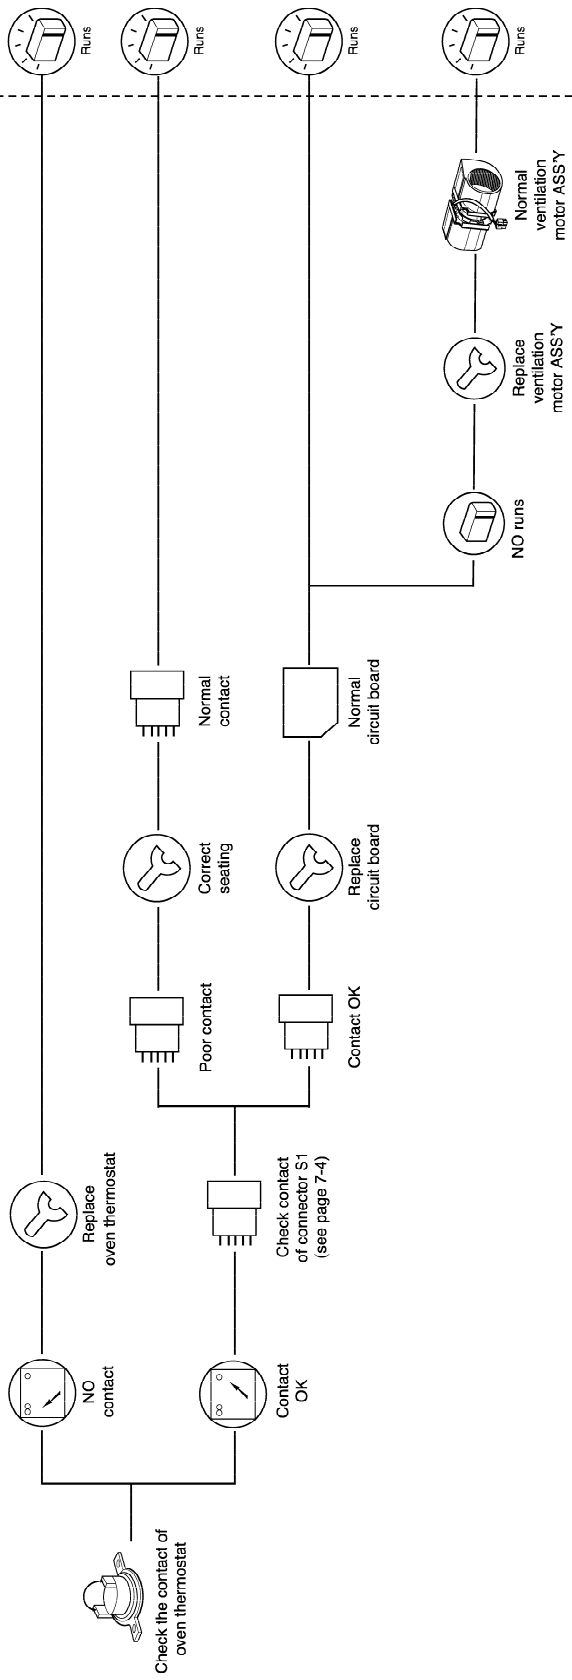 Check the contact of
oven thermostat
NO
contact
Replace
oven thermostat
Runs
Contact
OK
Check contact
of connector S1
(see page 7-4)
Poor contact
Correct
seating
Normal
contact
Runs
Contact OK
Replace
circuit board
Normal
circuit board
Runs
NO runs
Replace
ventilation
motor ASS'Y
Normal
ventilation
motor ASS'Y
Runs